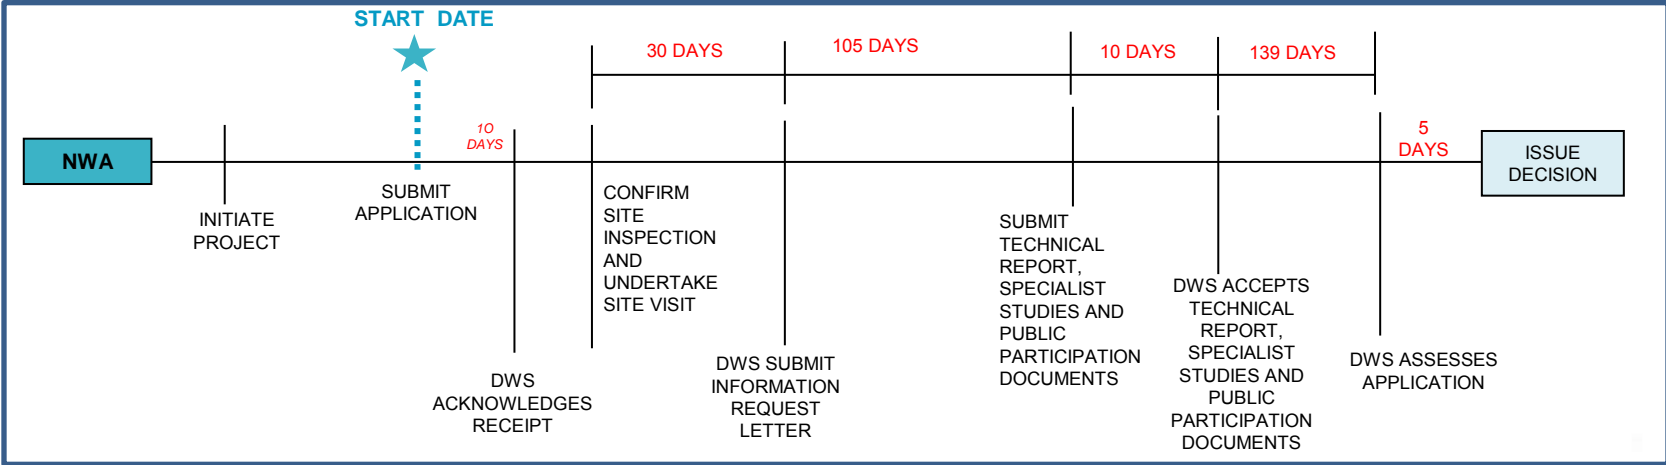 START DATE
30 DAYS
105 DAYS
10 DAYS
139 DAYS
NWA
1O
DAYS
5
DAYS
ISSUE
DECISION
INITIATE
PROJECT
SUBMIT
APPLICATION
DWS
ACKNOWLEDGES
RECEIPT
CONFIRM
SITE
INSPECTION
AND
UNDERTAKE
SITE VISIT
DWS SUBMIT
INFORMATION
REQUEST
LETTER
SUBMIT
TECHNICAL
REPORT,
SPECIALIST
STUDIES AND
PUBLIC
PARTICIPATION
DOCUMENTS
DWS ACCEPTS
TECHNICAL
REPORT,
SPECIALIST
STUDIES AND
PUBLIC
PARTICIPATION
DOCUMENTS
DWS ASSESSES
APPLICATION